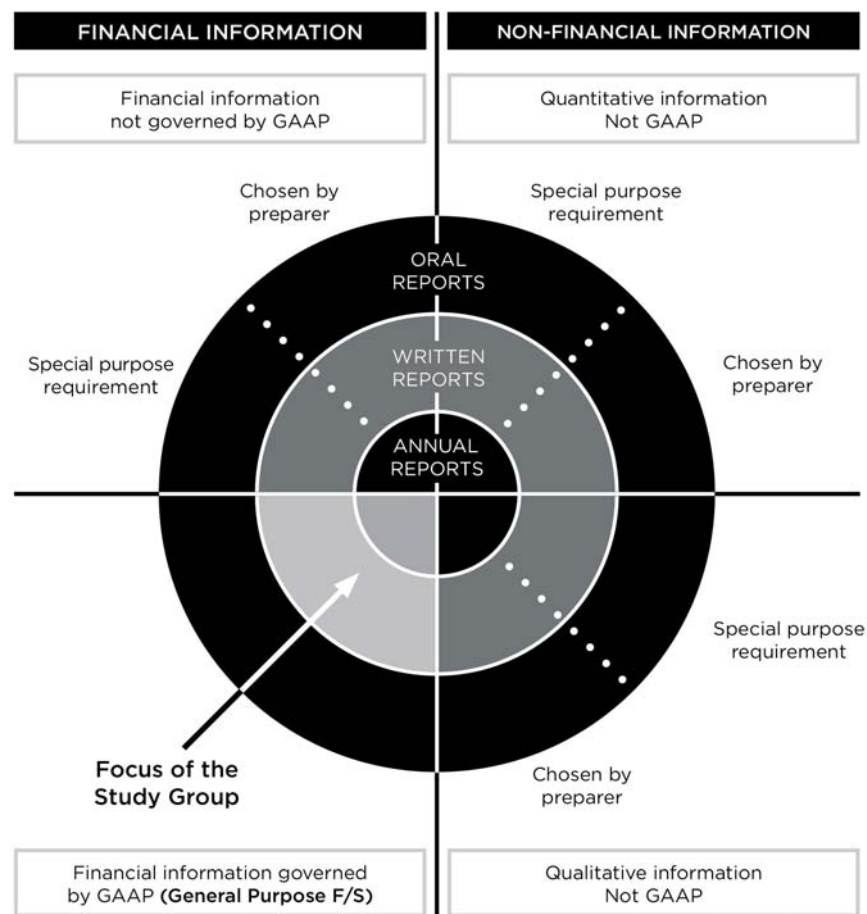 FINANCIAL INFORMATION
NON-FINANCIAL INFORMATION
Financial information
not governed by GAAP
Quantitative information
Not GAAP
Chosen by
preparer
Special purpose
requirement
ORAL
REPORTS
Special purpose
requirement
WRITTEN
REPORTS
Chosen by
preparer
ANNUAL
REPORTS
Special purpose
requirement
Focus of the
Study Group
Chosen by
preparer
Financial information governed
by GAAP (General Purpose F/S)
Qualitative information
Not GAAP